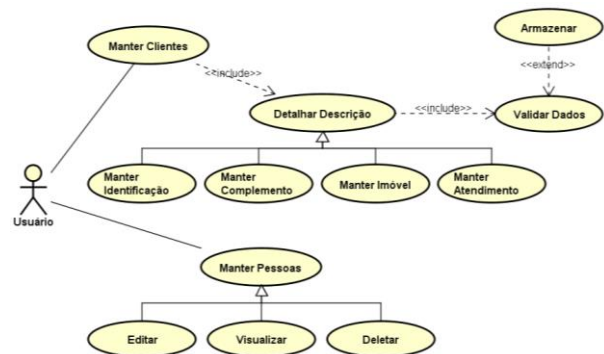 Armazenar
Manter Clientes
<<include>>
<<extend>>
Detalhar Descrição
<<include>>
Validar Dados
Manter
Identificação
Manter
Complemento
Manter Imóvel
Manter
Atendimento
Usuário
Manter Pessoas
Editar
Visualizar
Deletar